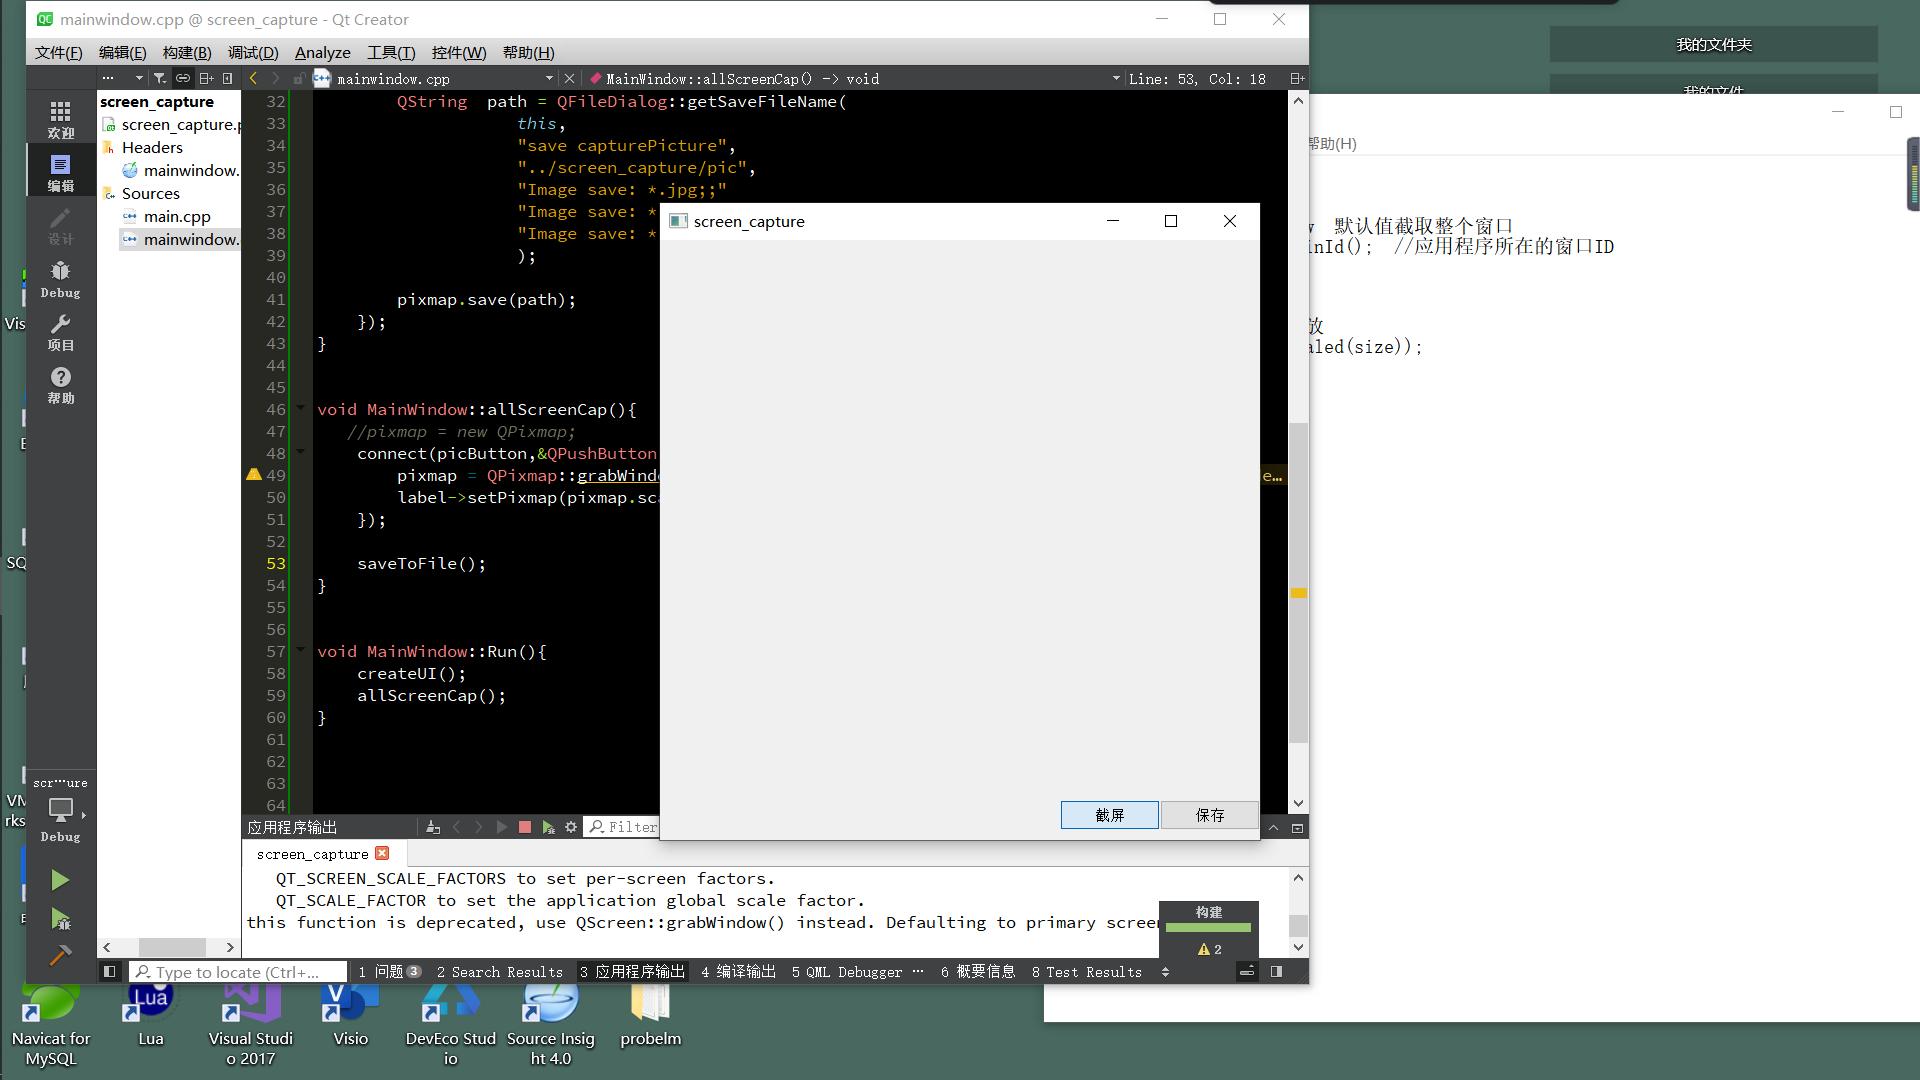 mainwindow.cpp @ screen_capture - Qt Creator
文件(F) 编辑(E) 构建(B) 调试(D) Analyze 工具(T) 控件(W) 帮助(H)
mainwindow.cpp
MainWindow::allScreenCap() -> void
Line: 53, Col: 18
欢迎
编辑
设计
Debug
项目
帮助
scr···ure
Debug
screen_capture
screen_capture.p
Headers
mainwindow.
Sources
main.cpp
mainwindow.
32 QString path = QFileDialog::getSaveFileName(
33 this,
34 "save capturePicture",
35 "../screen_capture/pic",
36 "Image save: *.jpg;;"
37 "Image save: *
38 "Image save: *
39 );
40
41 pixmap.save(path);
42 });
43 }
44
45
46 void MainWindow::allScreenCap(){
47 //pixmap = new QPixmap;
48 connect(picButton,&QPushButton
49 pixmap = QPixmap::grabWind
e…
50 label->setPixmap(pixmap.sc
51 });
52
53 saveToFile();
54 }
55
56
57 void MainWindow::Run(){
58 createUI();
59 allScreenCap();
60 }
61
62
63
64
screen_capture
截屏
保存
应用程序输出
Filter
screen_capture
QT_SCREEN_SCALE_FACTORS to set per-screen factors.
QT_SCALE_FACTOR to set the application global scale factor.
this function is deprecated, use QScreen::grabWindow() instead. Defaulting to primary scree
构建
2
Type to locate (Ctrl+...
1 问题 3
2 Search Results
3 应用程序输出
4 编译输出
5 QML Debugger ···
6 概要信息
8 Test Results
我的文件夹
我的文件
帮助(H)
默认值截取整个窗口
inId(); //应用程序所在的窗口ID
放
aled(size));
Vis
SQ
VM
rks
Navicat for
MySQL
Lua
Visual Studi
o 2017
Visio
DevEco Stud
io
Source Insig
ht 4.0
probelm